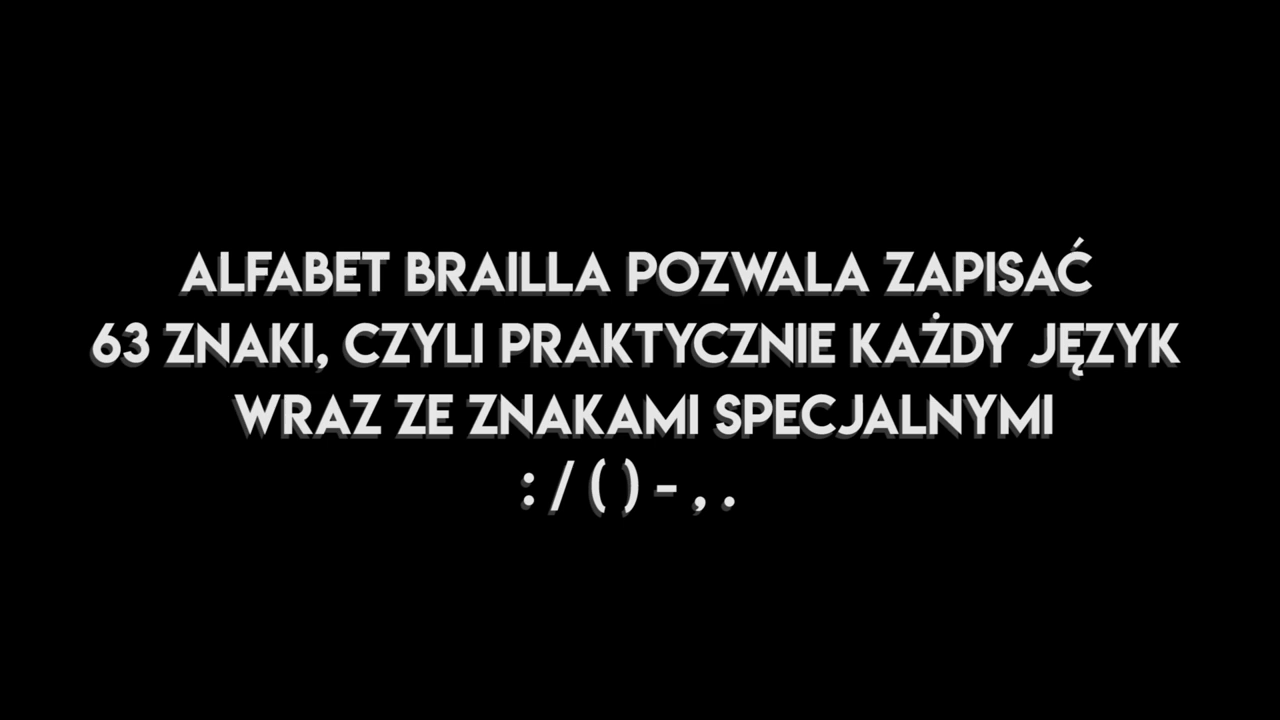 ALFABET BRAILLA POZWALA ZAPISAĆ
63 ZNAKI, CZYLI PRAKTYCZNIE KAŻDY JĘZYK
WRAZ ZE ZNAKAMI SPECJALNYMI
: / ( ) - , .